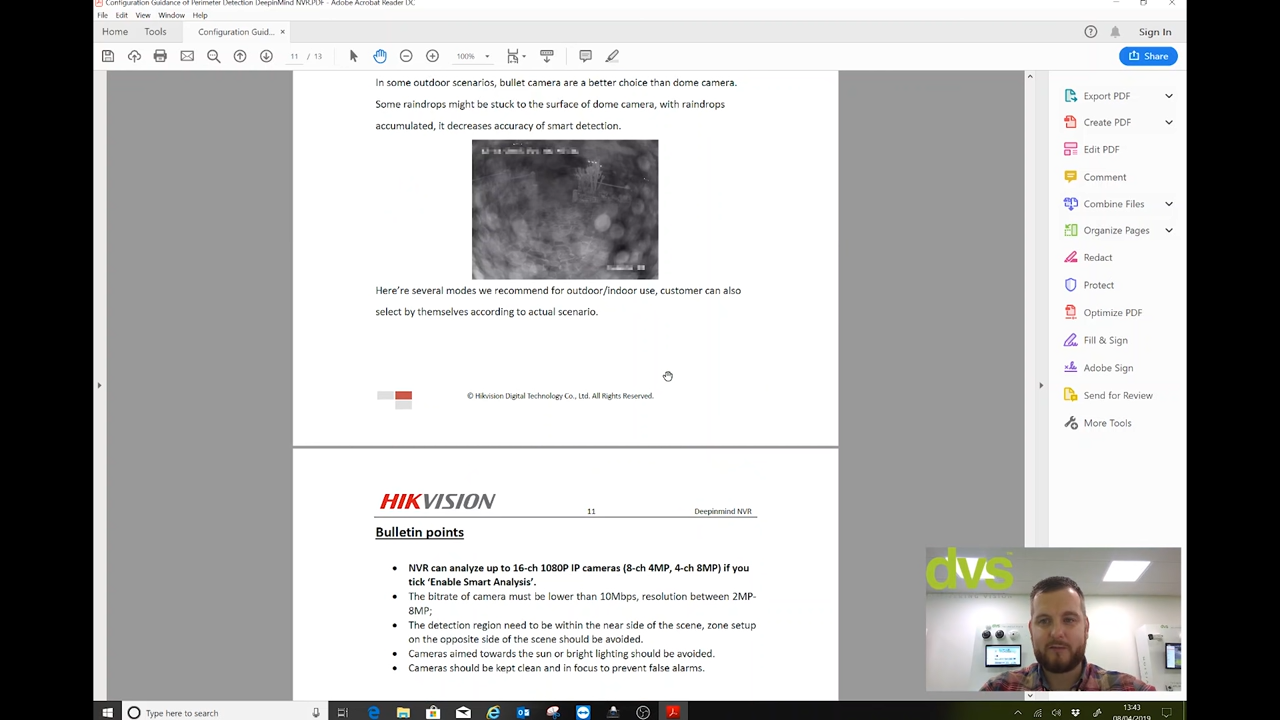 Configuration Guidance of Perimeter Detection DeepinMind NVR.PDF - Adobe Acrobat Reader DC
File Edit View Window Help
Home Tools Configuration Guid... × Sign In
11 / 13 100% Share
In some outdoor scenarios, bullet camera are a better choice than dome camera.
Some raindrops might be stuck to the surface of dome camera, with raindrops
accumulated, it decreases accuracy of smart detection.
Here're several modes we recommend for outdoor/indoor use, customer can also
select by themselves according to actual scenario.
© Hikvision Digital Technology Co., Ltd. All Rights Reserved.
HIKVISION
11 Deepinmind NVR
Bulletin points
• NVR can analyze up to 16-ch 1080P IP cameras (8-ch 4MP, 4-ch 8MP) if you
tick 'Enable Smart Analysis'.
• The bitrate of camera must be lower than 10Mbps, resolution between 2MP-
8MP;
• The detection region need to be within the near side of the scene, zone setup
on the opposite side of the scene should be avoided.
• Cameras aimed towards the sun or bright lighting should be avoided.
• Cameras should be kept clean and in focus to prevent false alarms.
Export PDF
Create PDF
Edit PDF
Comment
Combine Files
Organize Pages
Redact
Protect
Optimize PDF
Fill & Sign
Adobe Sign
Send for Review
More Tools
dvs
Type here to search
13:43
08/04/2019